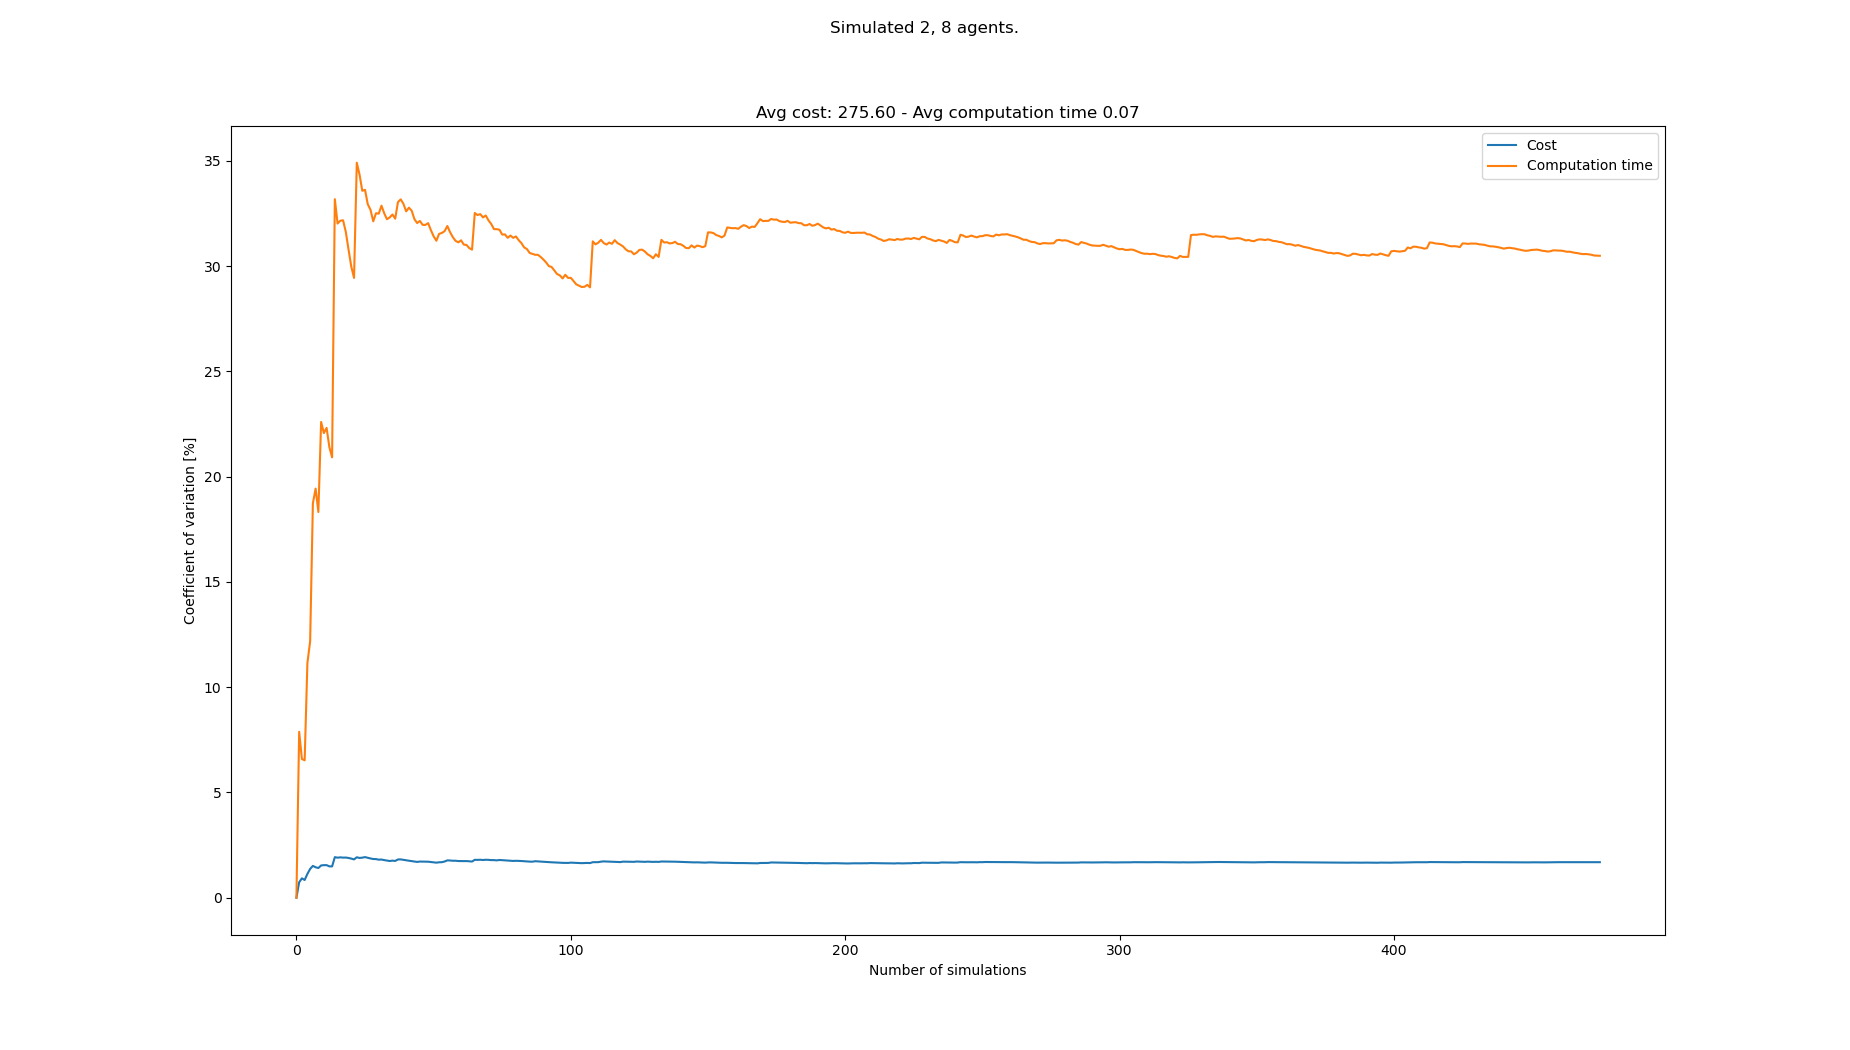 Simulated 2, 8 agents.
Avg cost: 275.60 - Avg computation time 0.07
Cost
Computation time
35
30
25
20
15
10
5
0
Coefficient of variation [%]
0 100 200 300 400
Number of simulations